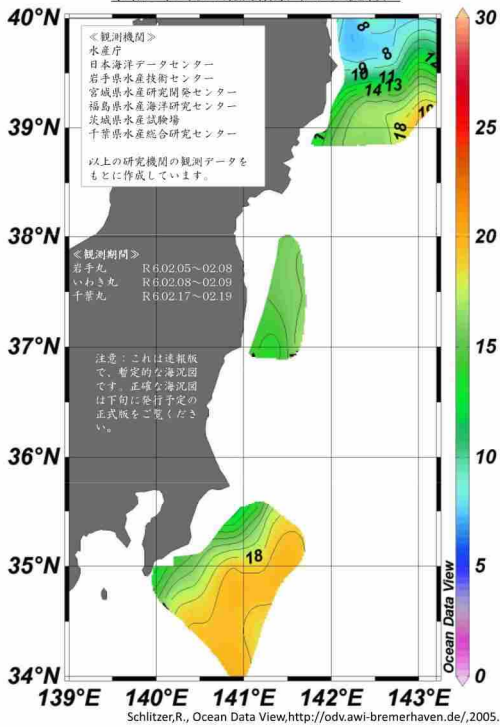 ≪観測機関≫
水産庁
日本海洋データセンター
岩手県水産技術センター
宮城県水産研究開発センター
福島県水産海洋研究センター
茨城県水産試験場
千葉県水産総合研究センター
以上の研究機関の観測データを
もとに作成しています。
≪観測期間≫
岩手丸 R6.02.05～02.08
いわき丸 R6.02.08～02.09
千葉丸 R6.02.17～02.19
注意：これは速報版
で、暫定的な海況図
です。正確な海況図
は下旬に発行予定の
正式版をご覧くださ
い。
40°N
39°N
38°N
37°N
36°N
35°N
34°N
139°E 140°E 141°E 142°E 143°E
8
9
8
12
10 11
14 13
18
18
30
25
20
15
10
5
0
Ocean Data View
Schlitzer,R., Ocean Data View,http://odv.awi-bremerhaven.de/,2005.